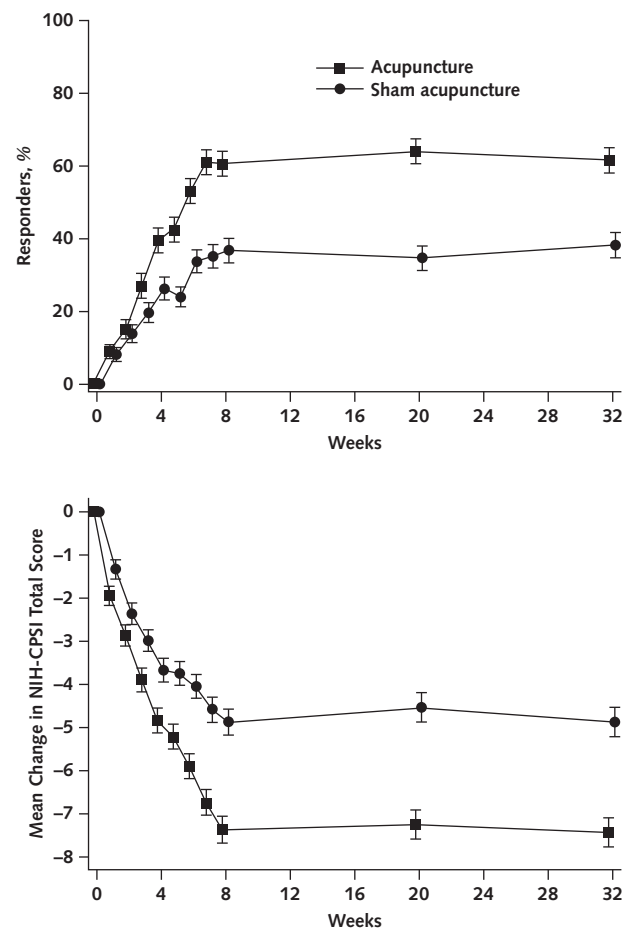 100
80
60
40
20
0
Responders, %
Acupuncture
Sham acupuncture
0 4 8 12 16 20 24 28 32
Weeks
0
–1
–2
–3
–4
–5
–6
–7
–8
Mean Change in NIH-CPSI Total Score
0 4 8 12 16 20 24 28 32
Weeks